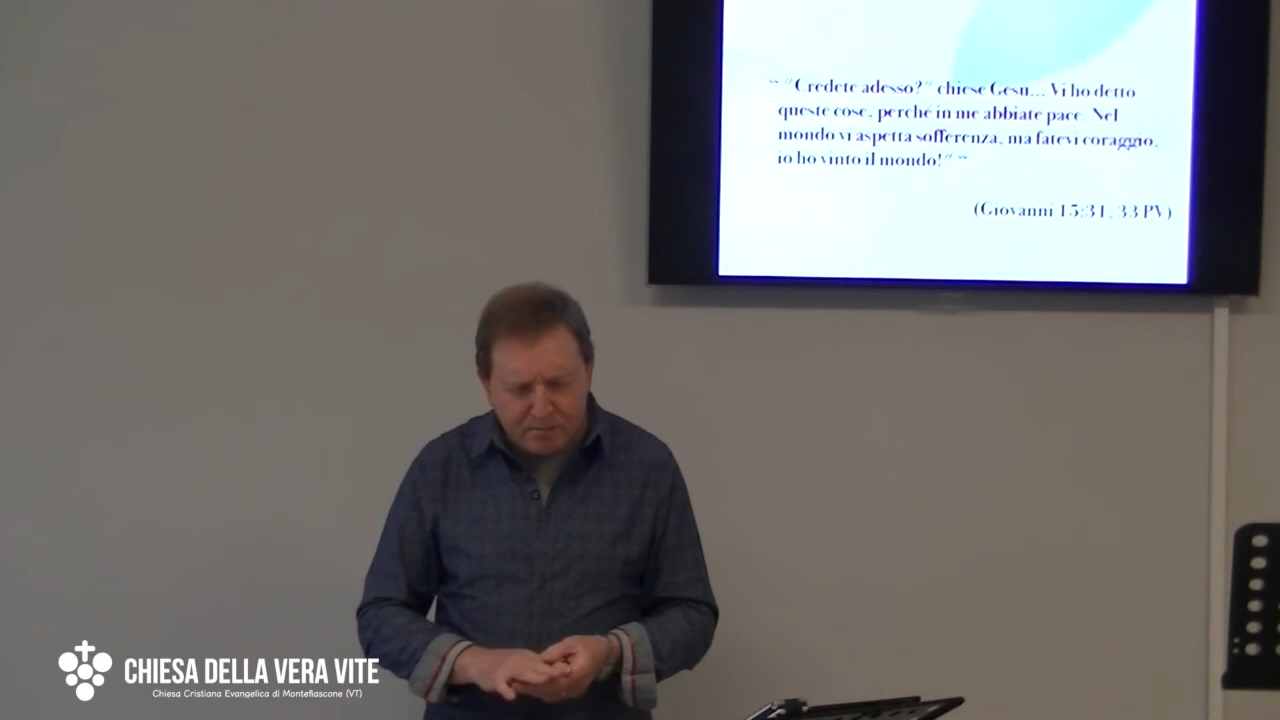 ~ "Credete adesso?" chiese Gesù... Vi ho detto
queste cose, perché in me abbiate pace. Nel
mondo vi aspetta sofferenza, ma fatevi coraggio,
io ho vinto il mondo!" ~
(Giovanni 15:31, 33 PV)
CHIESA DELLA VERA VITE
Chiesa Cristiana Evangelica di Montefiascone (VT)